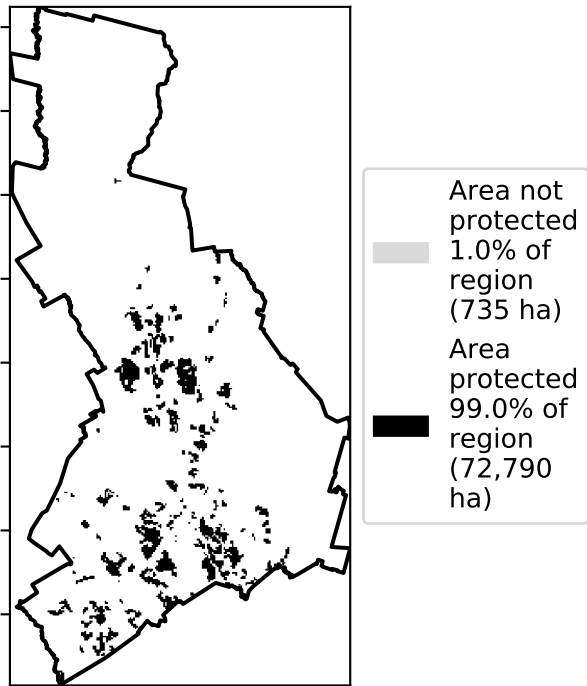 Area not
protected
1.0% of
region
(735 ha)
Area
protected
99.0% of
region
(72,790
ha)